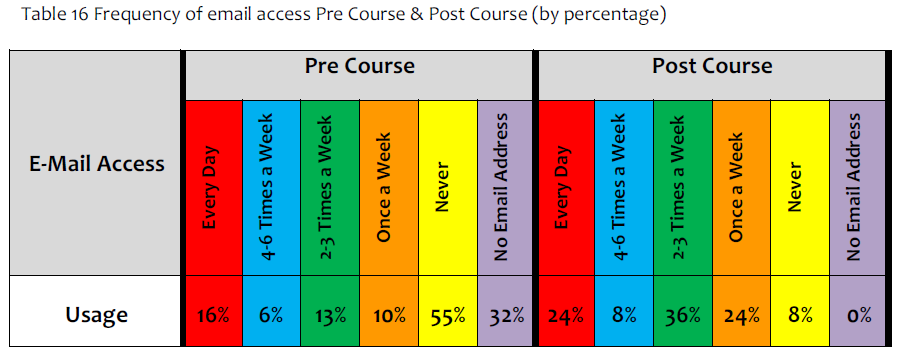 Table 16 Frequency of email access Pre Course & Post Course (by percentage)
E-Mail Access
Pre Course
Post Course
Every Day
4-6 Times a Week
2-3 Times a Week
Once a Week
Never
No Email Address
Every Day
4-6 Times a Week
2-3 Times a Week
Once a Week
Never
No Email Address
Usage
16%
6%
13%
10%
55%
32%
24%
8%
36%
24%
8%
0%